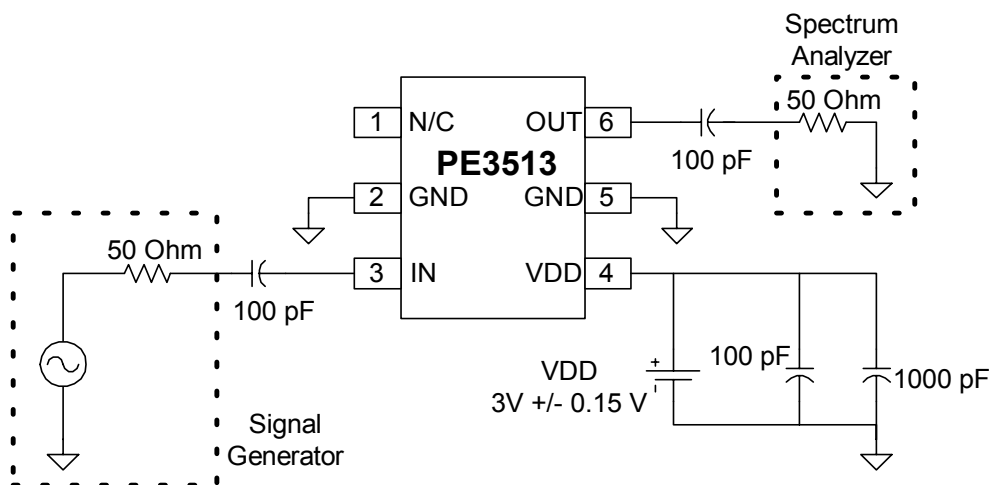 Spectrum
Analyzer
50 Ohm
1 N/C OUT 6
100 pF
PE3513
2 GND GND 5
50 Ohm
3 IN VDD 4
100 pF
VDD
3V +/- 0.15 V
+
-
100 pF
1000 pF
Signal
Generator